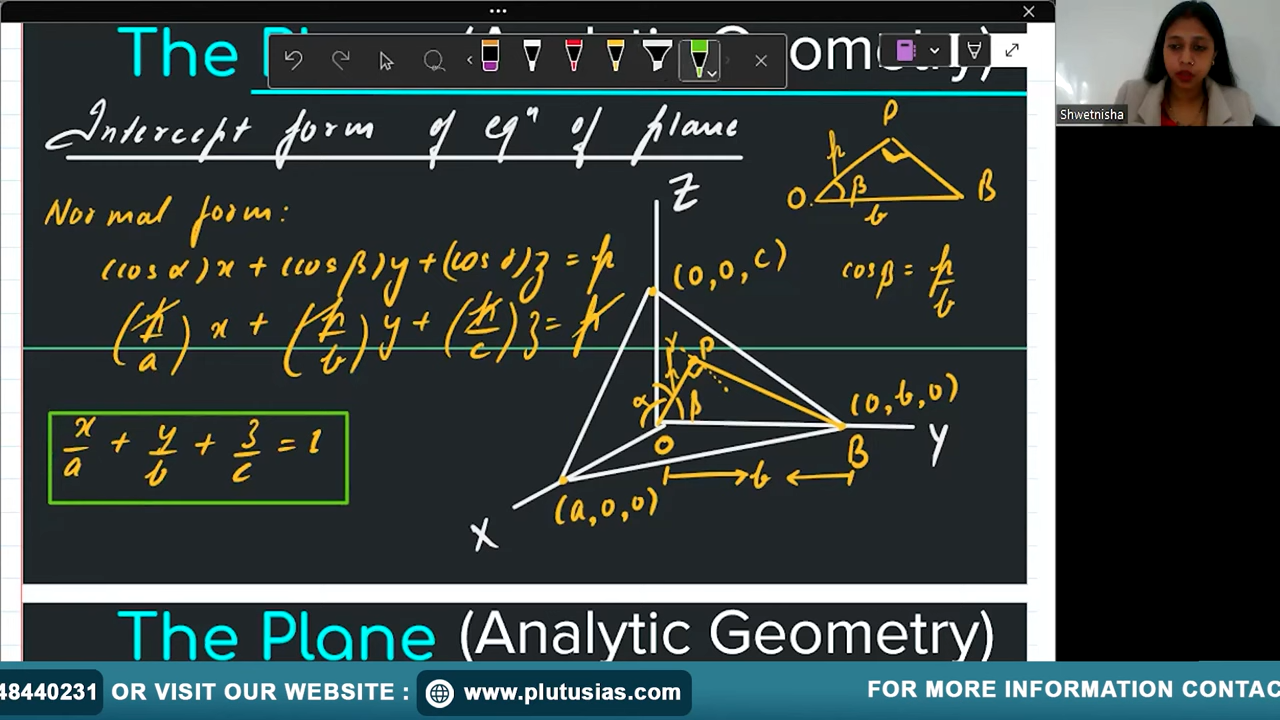 The Pl (Analytic Geometry)
Shwetnisha
Intercept form of eqⁿ of plane
Normal form:
(cos α)x + (cos β)y + (cos γ)z = p
(p/a) x + (p/b) y + (p/c) z = p
x/a + y/b + z/c = 1
Z
(0, 0, c)
γ
P
p
α
β
O
(0, b, 0)
B
Y
b
(a, 0, 0)
X
P
p
O
β
B
b
cos β = p/b
The Plane (Analytic Geometry)
48440231 OR VISIT OUR WEBSITE : www.plutusias.com FOR MORE INFORMATION CONTAC